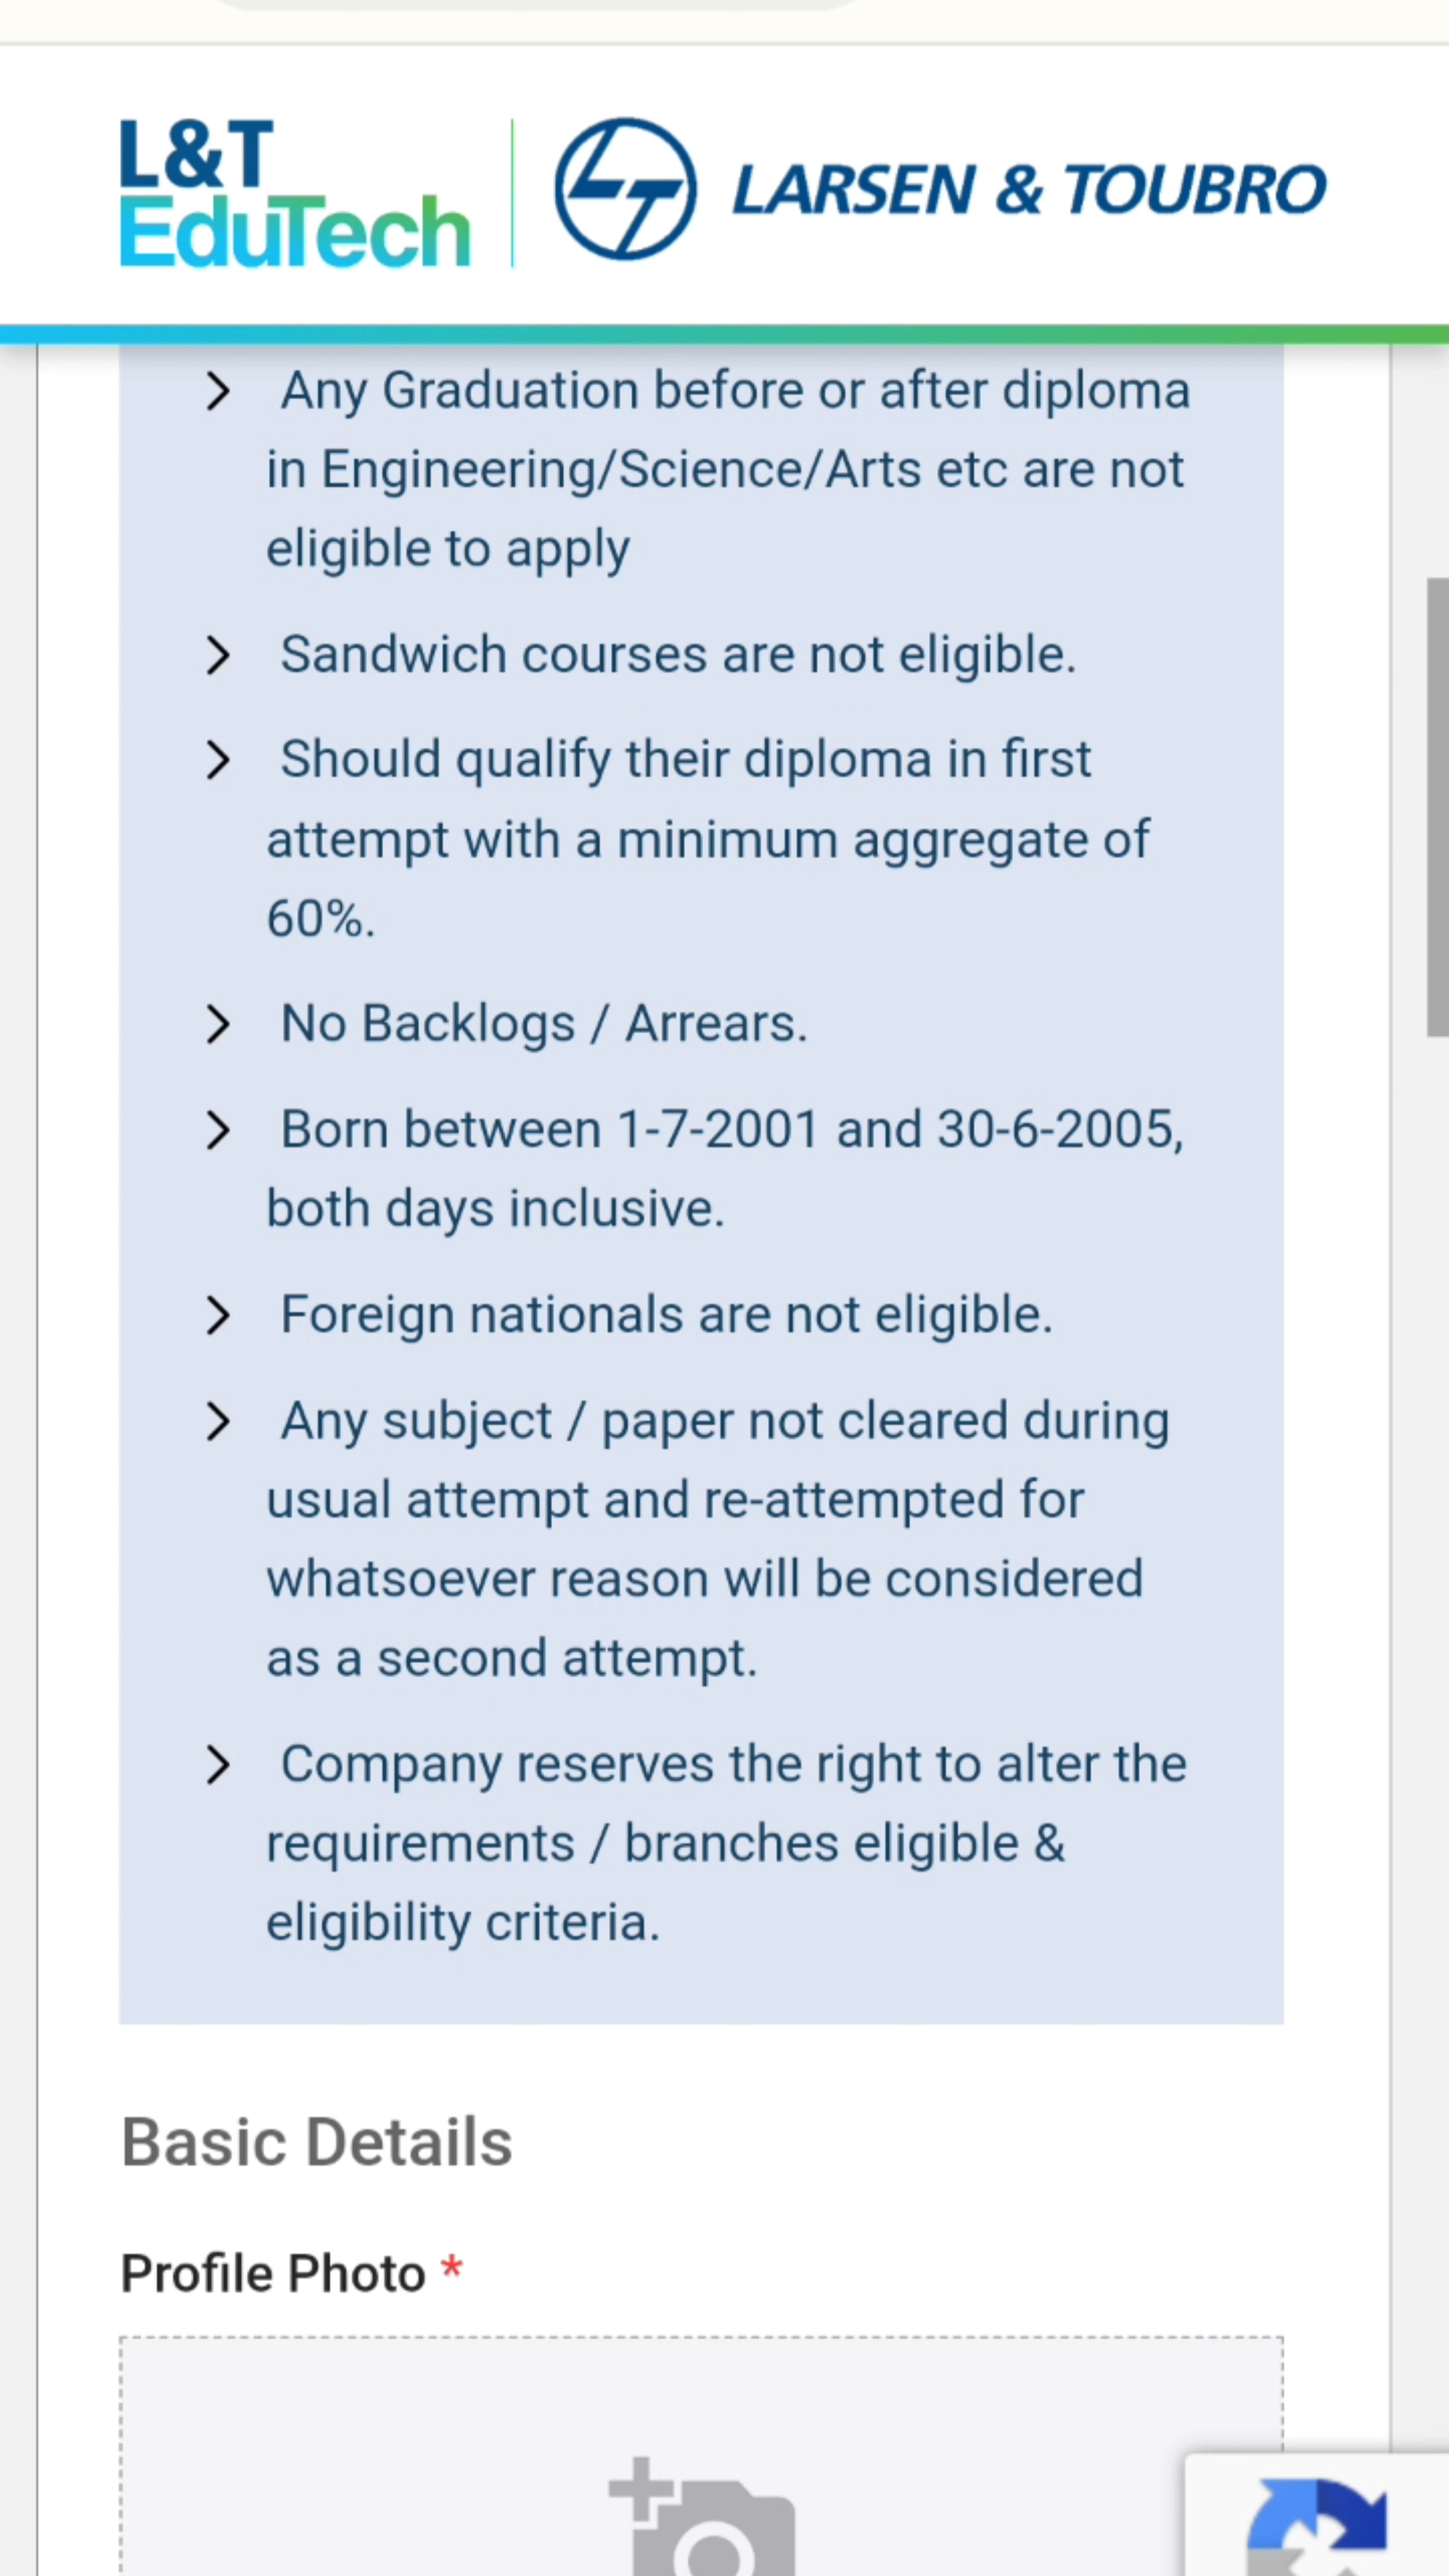 L&T
EduTech
LARSEN & TOUBRO
Any Graduation before or after diploma
in Engineering/Science/Arts etc are not
eligible to apply
Sandwich courses are not eligible.
Should qualify their diploma in first
attempt with a minimum aggregate of
60%.
No Backlogs / Arrears.
Born between 1-7-2001 and 30-6-2005,
both days inclusive.
Foreign nationals are not eligible.
Any subject / paper not cleared during
usual attempt and re-attempted for
whatsoever reason will be considered
as a second attempt.
Company reserves the right to alter the
requirements / branches eligible &
eligibility criteria.
Basic Details
Profile Photo *